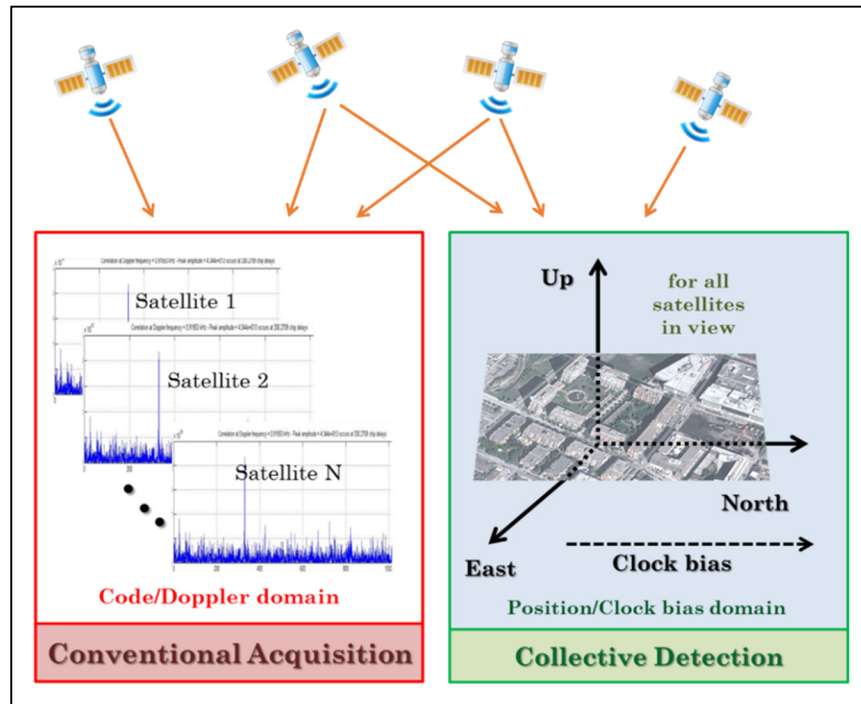 Satellite 1
Satellite 2
Satellite N
Code/Doppler domain
Conventional Acquisition
Up
for all
satellites
in view
North
East
Clock bias
Position/Clock bias domain
Collective Detection